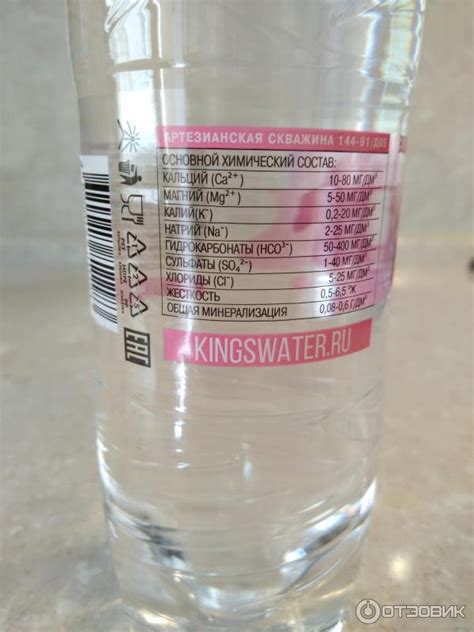 АРТЕЗИАНСКАЯ СКВАЖИНА 144-91/Д05
ОСНОВНОЙ ХИМИЧЕСКИЙ СОСТАВ:
КАЛЬЦИЙ (Ca²⁺) 10-80 МГ/ДМ³
МАГНИЙ (Mg²⁺) 5-50 МГ/ДМ³
КАЛИЙ(К⁻) 0,2-20 МГ/ДМ³
НАТРИЙ (Na⁻) 2-25 МГ/ДМ³
ГИДРОКАРБОНАТЫ (HCO³⁻) 50-400 МГ/ДМ³
СУЛЬФАТЫ (SO₄²⁻) 1-40 МГ/ДМ³
ХЛОРИДЫ (Cl⁻) 5-25 МГ/ДМ³
ЖЕСТКОСТЬ 0,5-6,5 °Ж
ОБЩАЯ МИНЕРАЛИЗАЦИЯ 0,08-0,6 Г/ДМ³
KINGSWATER.RU
EAC
ОТЗОВИК